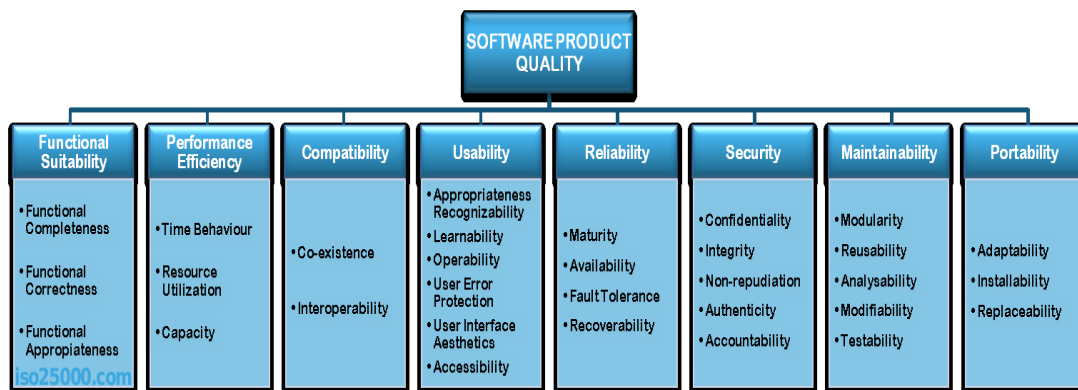 SOFTWARE PRODUCT
QUALITY
Functional
Suitability
• Functional
Completeness
• Functional
Correctness
• Functional
Appropiateness
iso25000.com
Performance
Efficiency
• Time Behaviour
• Resource
Utilization
• Capacity
Compatibility
• Co-existence
• Interoperability
Usability
• Appropriateness
Recognizability
• Learnability
• Operability
• User Error
Protection
• User Interface
Aesthetics
• Accessibility
Reliability
• Maturity
• Availability
• Fault Tolerance
• Recoverability
Security
• Confidentiality
• Integrity
• Non-repudiation
• Authenticity
• Accountability
Maintainability
• Modularity
• Reusability
• Analysability
• Modifiability
• Testability
Portability
• Adaptability
• Installability
• Replaceability